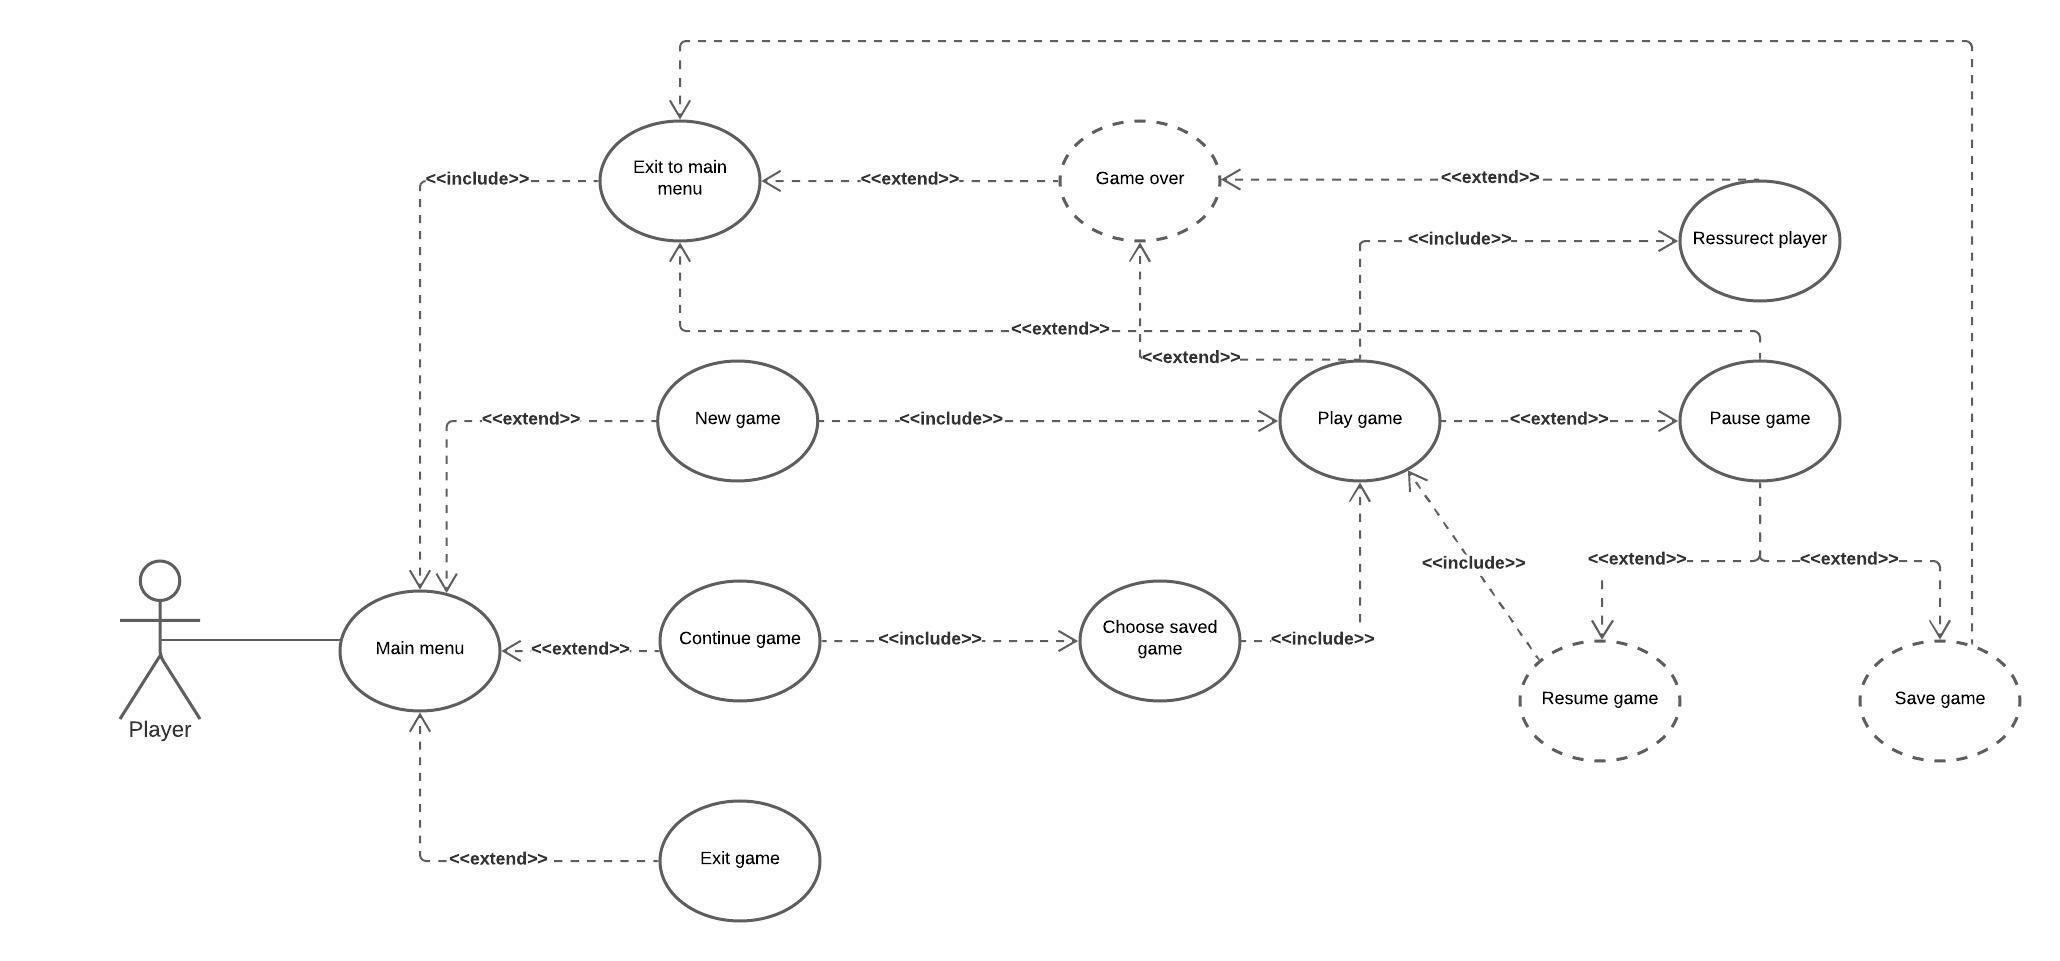 Exit to main
menu
<<include>>
<<extend>>
Game over
<<extend>>
<<include>>
Ressurect player
<<extend>>
<<extend>>
<<extend>>
New game
<<include>>
Play game
<<extend>>
Pause game
<<include>>
<<extend>>
<<extend>>
Main menu
<<extend>>
Continue game
<<include>>
Choose saved
game
<<include>>
Resume game
Save game
Player
<<extend>>
Exit game